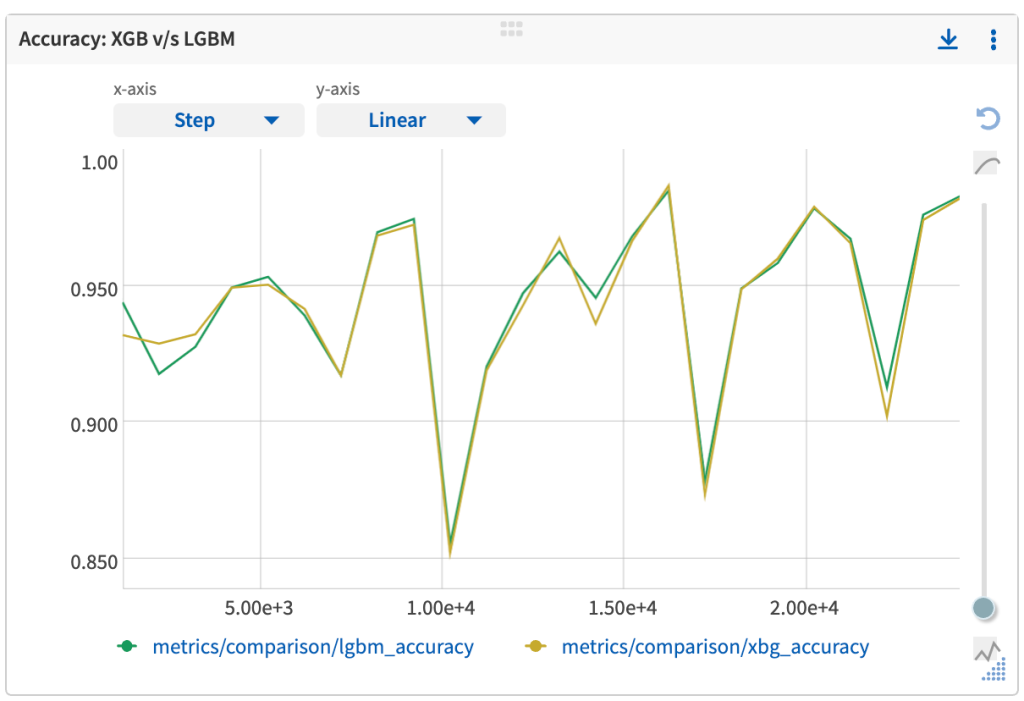 Accuracy: XGB v/s LGBM
x-axis y-axis
Step Linear
1.00
0.950
0.900
0.850
5.00e+3 1.00e+4 1.50e+4 2.00e+4
metrics/comparison/lgbm_accuracy metrics/comparison/xbg_accuracy